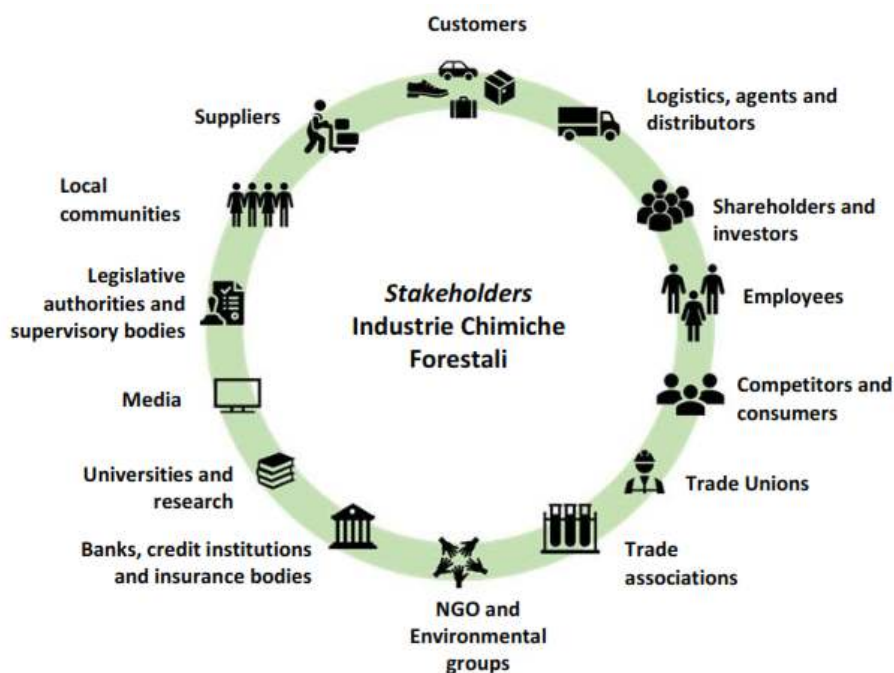 Customers
Logistics, agents and
distributors
Shareholders and
investors
Employees
Competitors and
consumers
Trade Unions
Trade
associations
NGO and
Environmental
groups
Banks, credit institutions
and insurance bodies
Universities and
research
Media
Legislative
authorities and
supervisory bodies
Local
communities
Suppliers
Stakeholders
Industrie Chimiche
Forestali